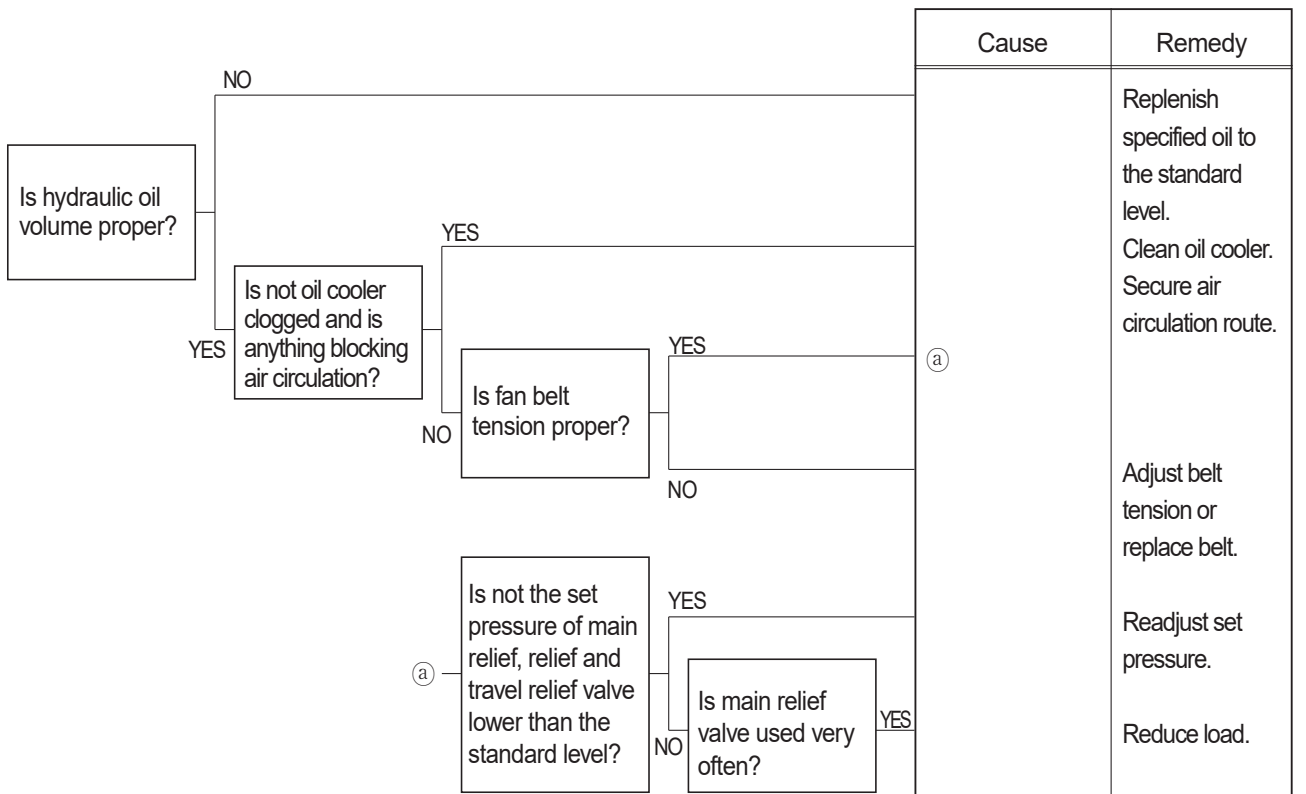 Cause
Remedy
NO
Replenish
specified oil to
the standard
level.
Is hydraulic oil
volume proper?
YES
YES
Clean oil cooler.
Secure air
circulation route.
Is not oil cooler
clogged and is
anything blocking
air circulation?
NO
YES
ⓐ
Is fan belt
tension proper?
NO
Adjust belt
tension or
replace belt.
ⓐ
Is not the set
pressure of main
relief, relief and
travel relief valve
lower than the
standard level?
YES
Readjust set
pressure.
NO
Is main relief
valve used very
often?
YES
Reduce load.